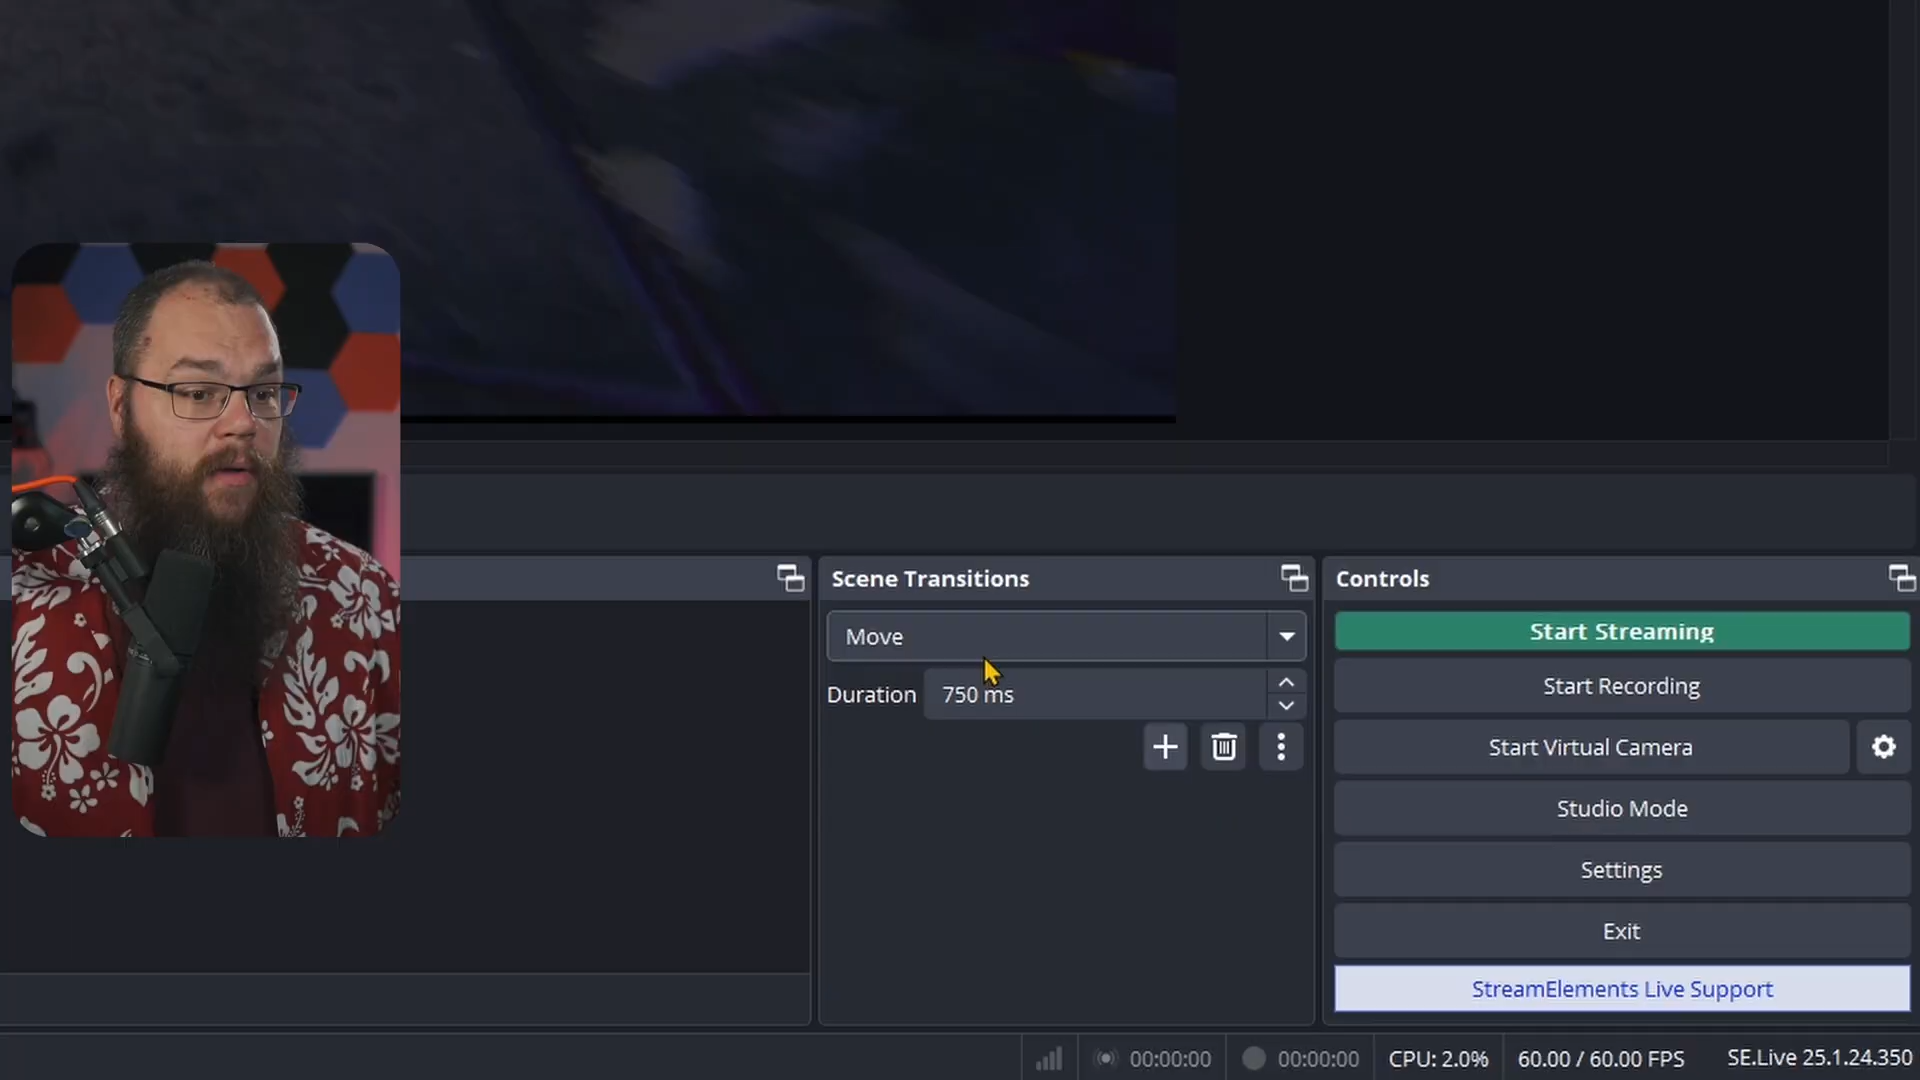 Scene Transitions
Move
Duration 750 ms
Controls
Start Streaming
Start Recording
Start Virtual Camera
Studio Mode
Settings
Exit
StreamElements Live Support
00:00:00 00:00:00 CPU: 2.0% 60.00 / 60.00 FPS SE.Live 25.1.24.350